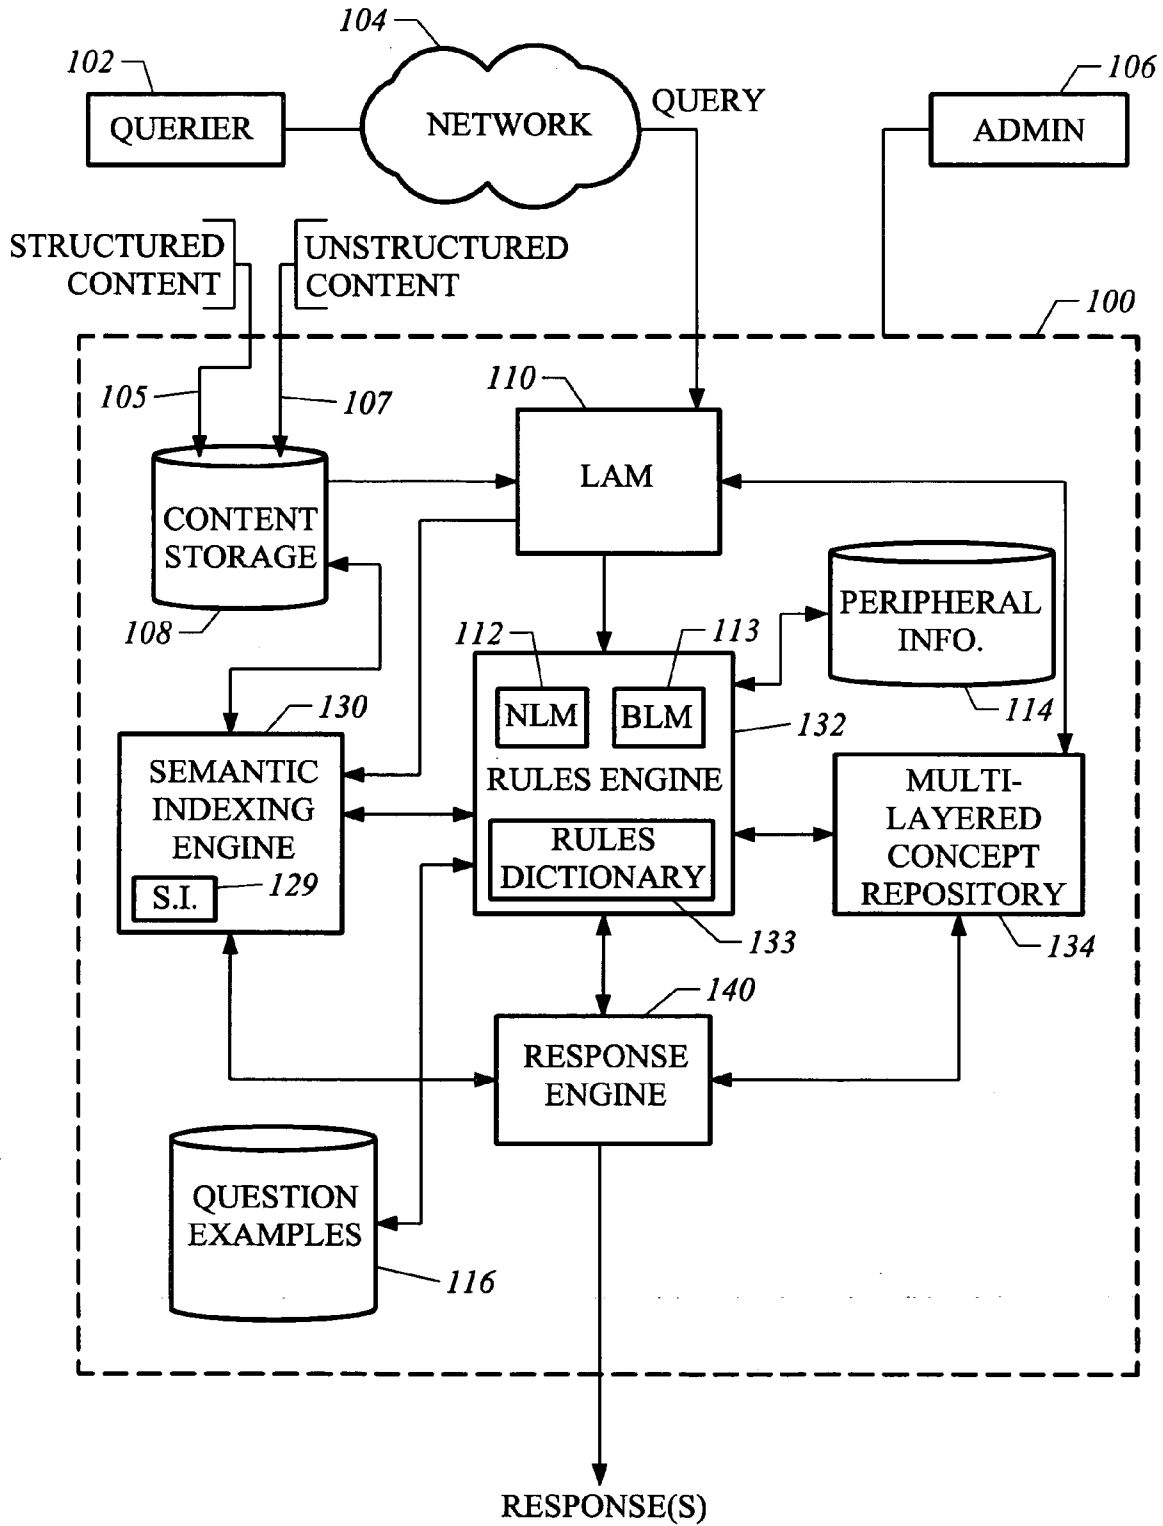 104
102
106
QUERIER
NETWORK
QUERY
ADMIN
STRUCTURED
CONTENT
UNSTRUCTURED
CONTENT
100
105
107
110
LAM
CONTENT
STORAGE
108
PERIPHERAL
INFO.
114
112
113
NLM
BLM
132
RULES ENGINE
RULES
DICTIONARY
133
130
SEMANTIC
INDEXING
ENGINE
S.I.
129
MULTI-
LAYERED
CONCEPT
REPOSITORY
134
140
RESPONSE
ENGINE
QUESTION
EXAMPLES
116
RESPONSE(S)